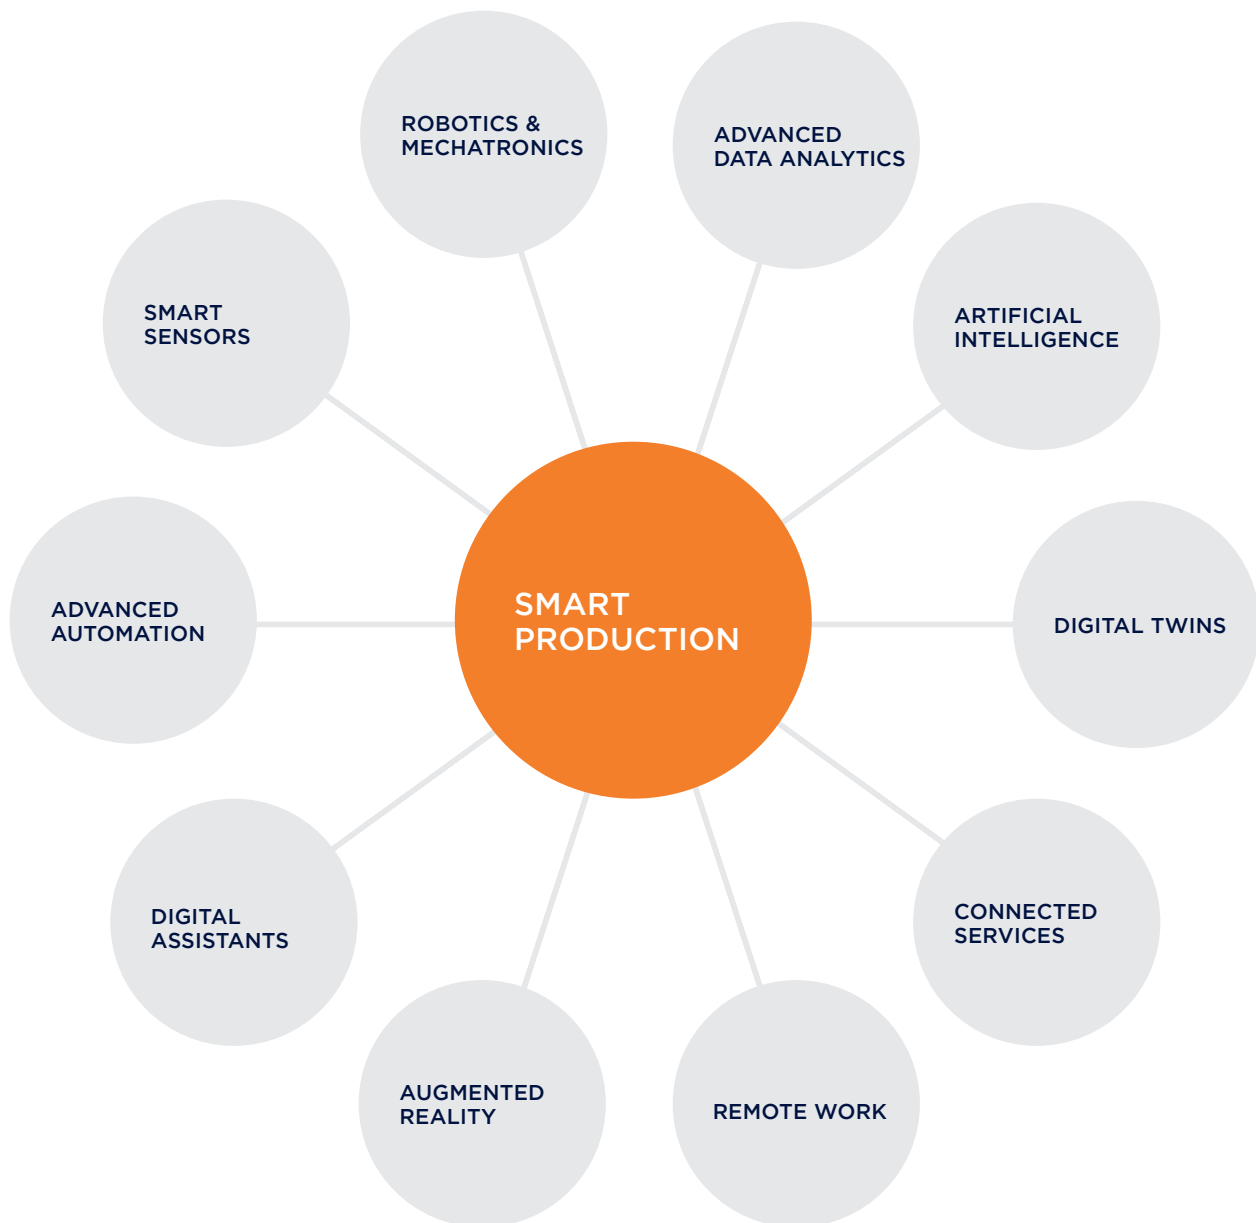 ROBOTICS &
MECHATRONICS
ADVANCED
DATA ANALYTICS
SMART
SENSORS
ARTIFICIAL
INTELLIGENCE
SMART
PRODUCTION
ADVANCED
AUTOMATION
DIGITAL TWINS
DIGITAL
ASSISTANTS
CONNECTED
SERVICES
AUGMENTED
REALITY
REMOTE WORK